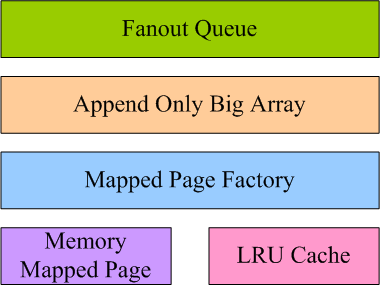 Fanout Queue
Append Only Big Array
Mapped Page Factory
Memory
Mapped Page
LRU Cache